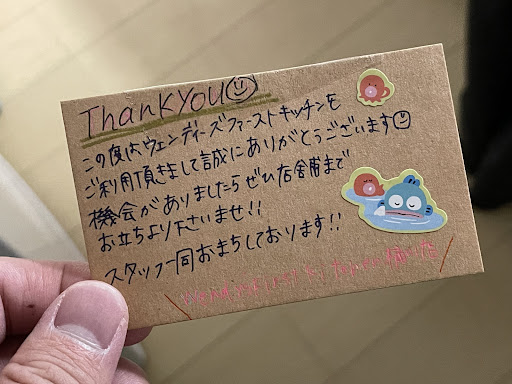 Thank YOU
この度はウェンディーズファーストキッチンを
ご利用頂きまして誠にありがとうございます
機会がありましたらぜひ店舗まで
お立ちより下さいませ!!
スタッフ一同おまちしております!!